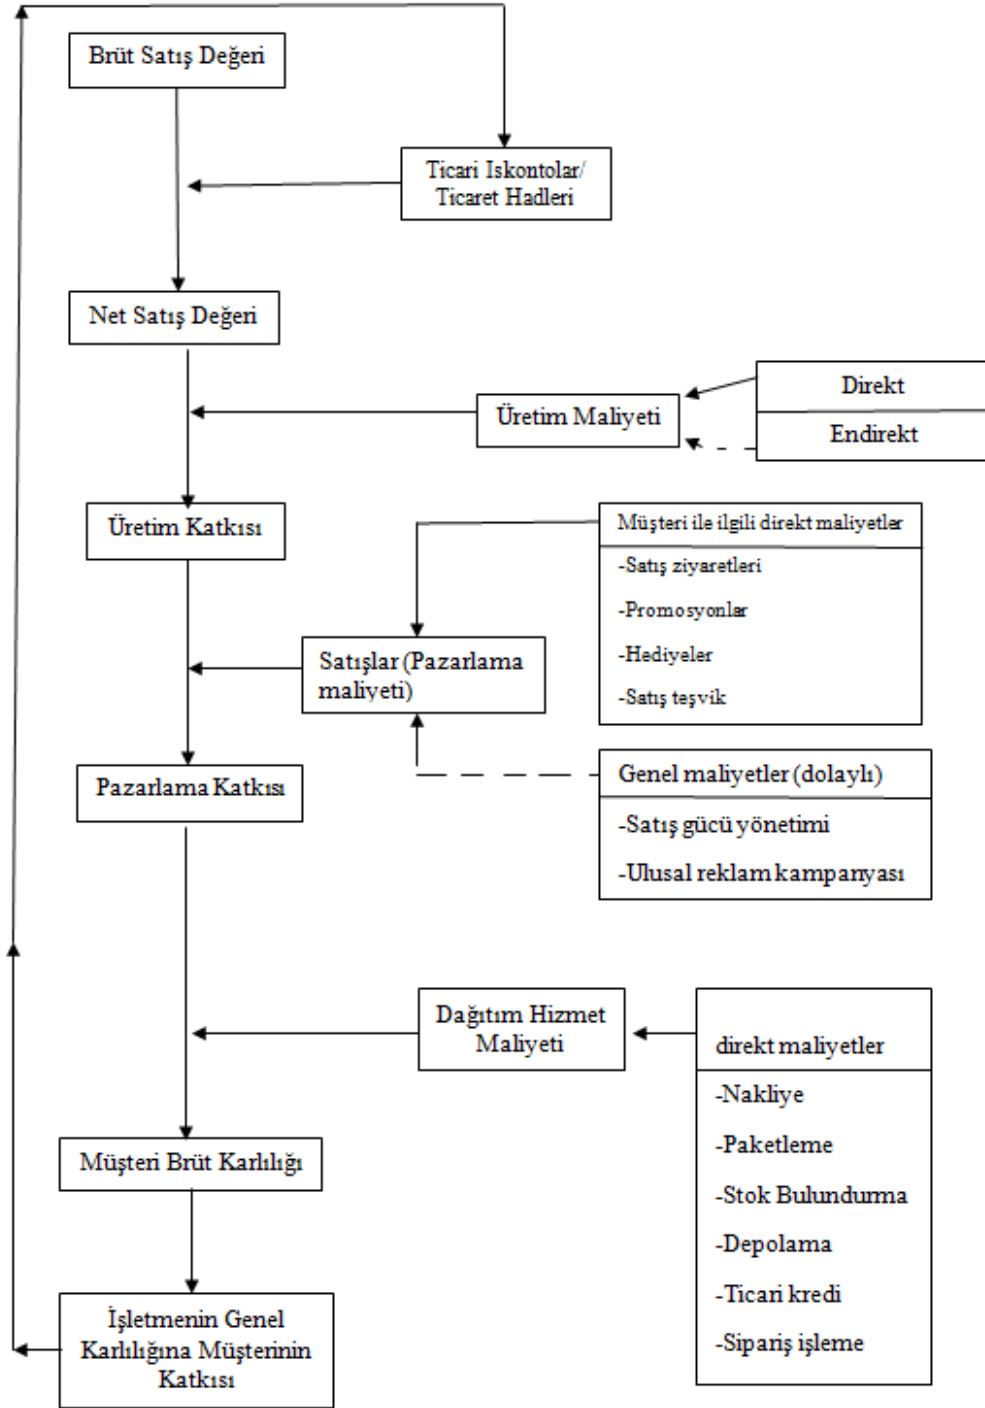 Brüt Satış Değeri
Ticari Iskontolar/
Ticaret Hadleri
Net Satış Değeri
Direkt
Üretim Maliyeti
Endirekt
Üretim Katkısı
Müşteri ile ilgili direkt maliyetler
-Satış ziyaretleri
-Promosyonlar
-Hediyeler
-Satış teşvik
Satışlar (Pazarlama
maliyeti)
Pazarlama Katkısı
Genel maliyetler (dolaylı)
-Satış gücü yönetimi
-Ulusal reklam kampanyası
Dağıtım Hizmet
Maliyeti
direkt maliyetler
-Nakliye
-Paketleme
-Stok Bulundurma
-Depolama
-Ticari kredi
-Sipariş işleme
Müşteri Brüt Karlılığı
İşletmenin Genel
Karlılığına Müşterinin
Katkısı